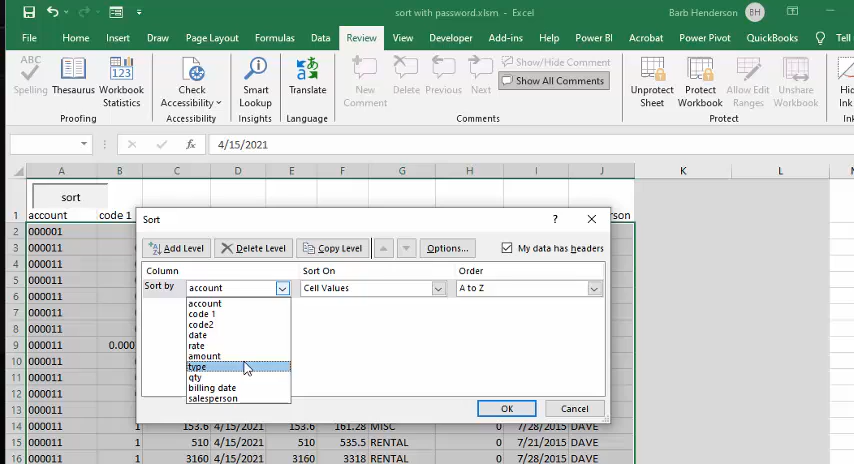 sort with password.xlsm - Excel
Barb Henderson BH
File Home Insert Draw Page Layout Formulas Data Review View Developer Add-ins Help Power BI Acrobat Power Pivot QuickBooks Tell
ABC 123
Show/Hide Comment
Show All Comments
Spelling Thesaurus Workbook Statistics
Check Accessibility
Smart Lookup
Translate
New Comment Delete Previous Next
Unprotect Sheet Protect Workbook Allow Edit Ranges Unshare Workbook
Proofing Accessibility Insights Language Comments Protect
fx 4/15/2021
A B C D E F G H I J K L
sort
1 account code 1
Sort ? ×
2 000001
3 000011
Add Level Delete Level Copy Level Options... My data has headers
4 000011
Column Sort On Order
5 000011
Sort by account Cell Values A to Z
6 000011
account
7 000011
code 1
code2
8 000011
date
rate
9 000011 0.000
amount
10 000011
type
qty
11 000011
billing date
12 000011
salesperson
13 000011
OK Cancel
14 000011 1 153.6 4/15/2021 153.6 161.28 MISC 0 7/28/2015 DAVE
15 000011 1 510 4/15/2021 510 535.5 RENTAL 0 7/21/2015 DAVE
16 000011 1 3160 4/15/2021 3160 3318 RENTAL 0 7/28/2015 DAVE